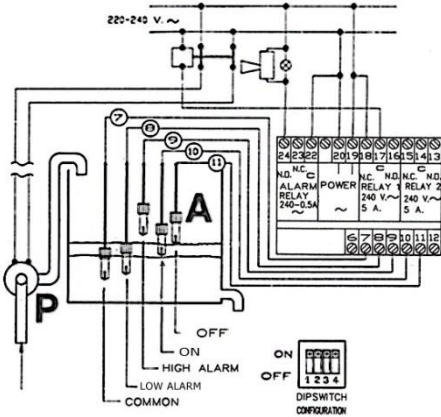 220-240 V. ~
7
8
9
10
11
A
P
24 23 22 20 19 18 17 16 15 14 13
N.C. N.C. N.C.
N.O. C C N.O. C N.O.
ALARM POWER RELAY 1 RELAY 2
RELAY 240 V.~ 240 V.~
240-0.5A 5 A. 5 A.
~ ~
6 7 8 9 10 11 12
OFF
ON
HIGH ALARM
LOW ALARM
COMMON
ON
OFF
1 2 3 4
DIPSWITCH
CONFIGURATION